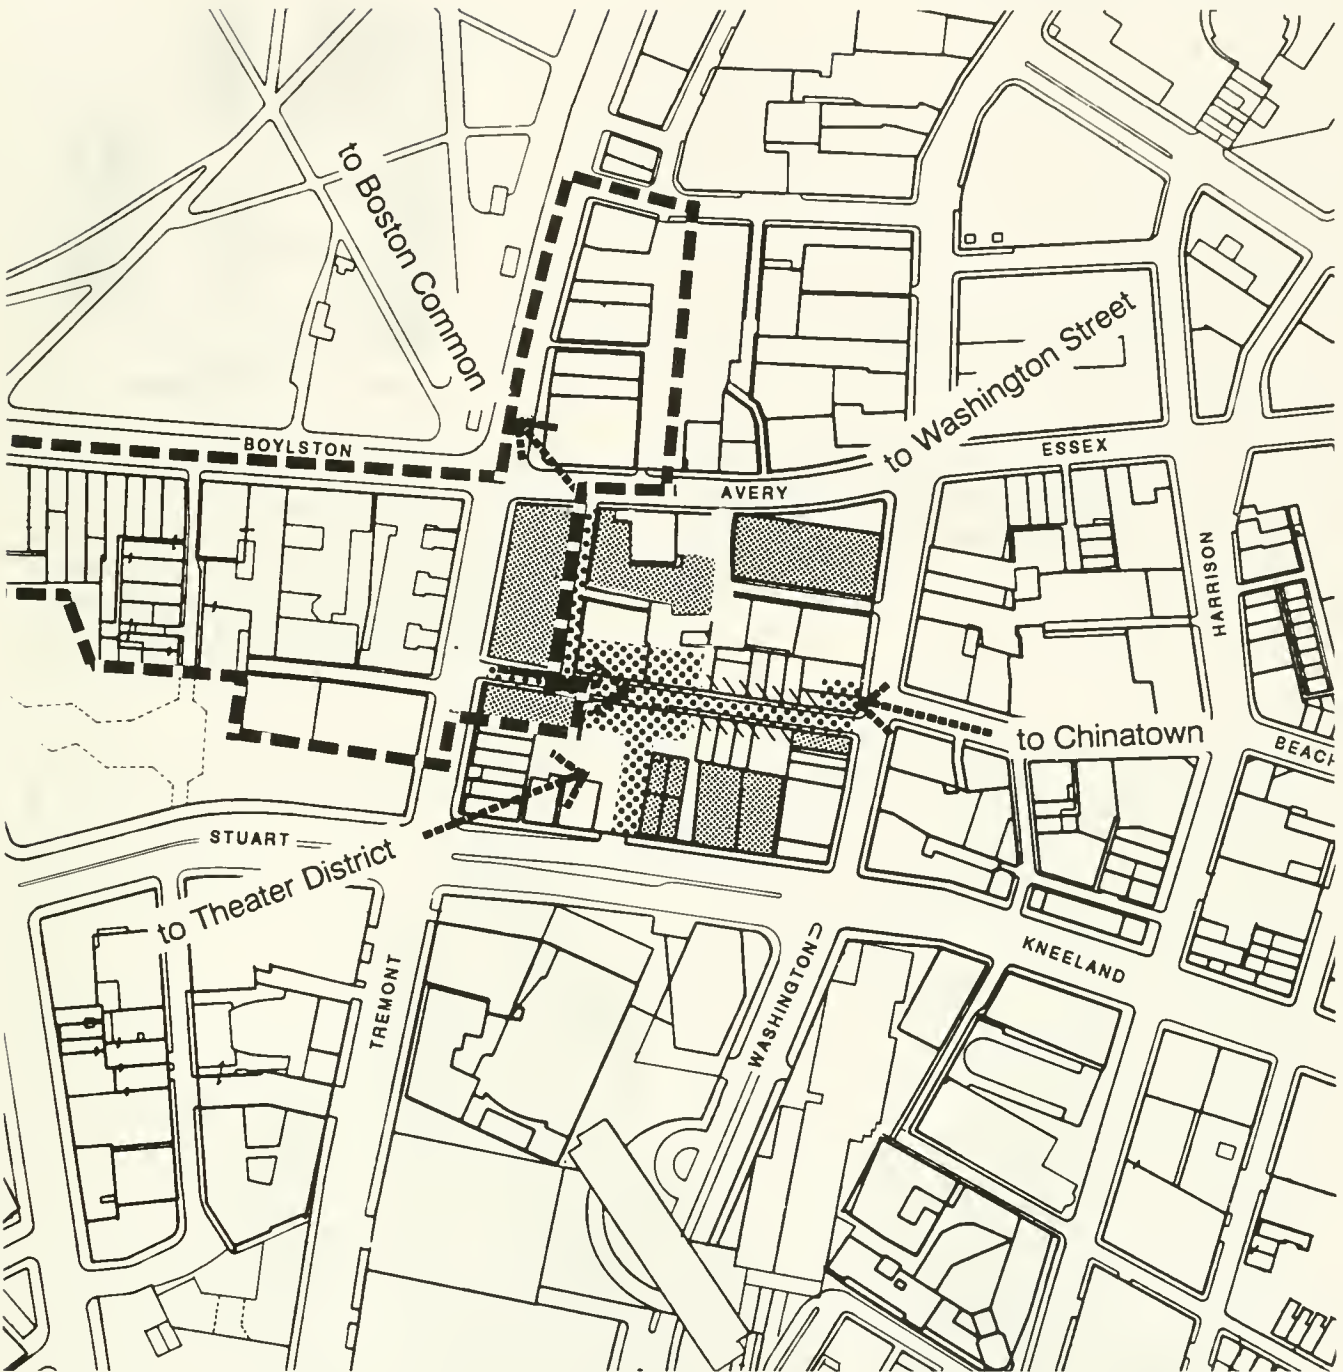 to Boston Common
to Washington Street
BOYLSTON
ESSEX
AVERY
HARRISON
to Chinatown
BEACH
STUART
to Theater District
KNEELAND
TREMONT
WASHINGTON